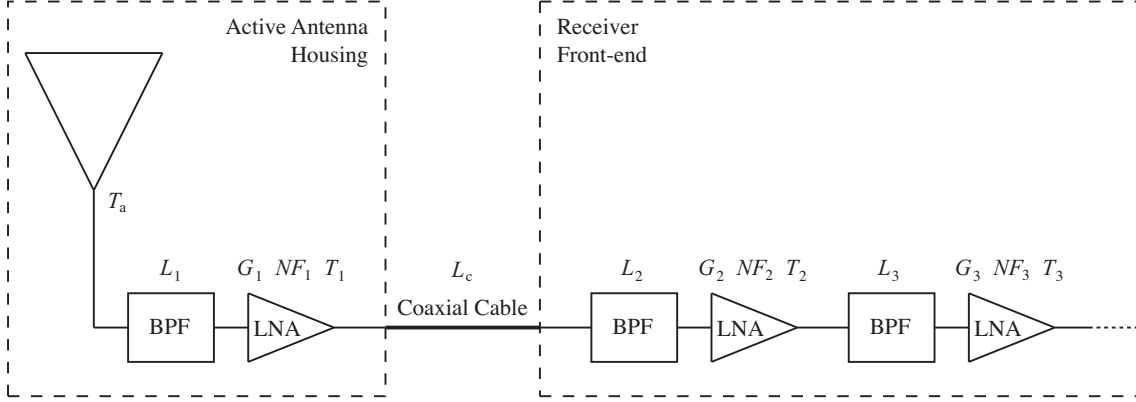 Active Antenna
Housing
Receiver
Front-end
Tₐ
L₁
G₁ NF₁ T₁
L_c
L₂
G₂ NF₂ T₂
L₃
G₃ NF₃ T₃
Coaxial Cable
BPF
LNA
BPF
LNA
BPF
LNA